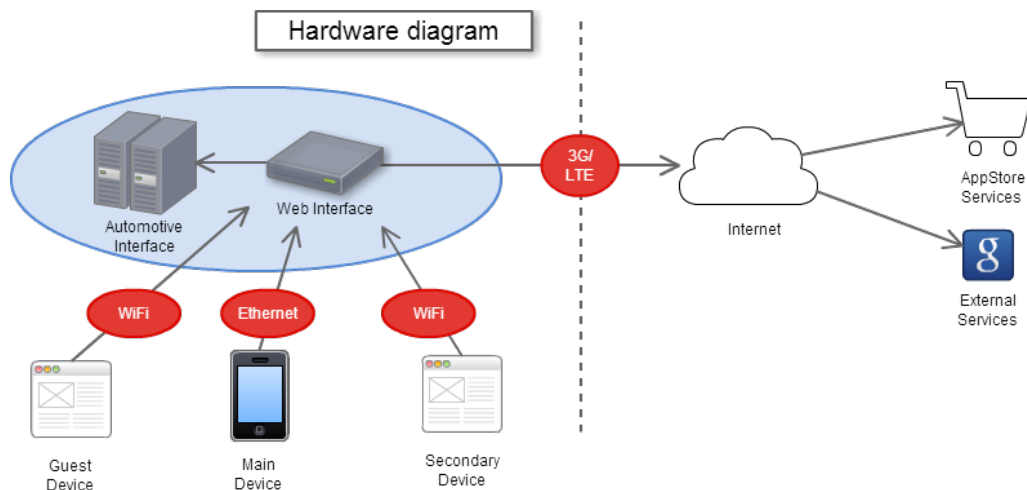 Hardware diagram
3G/
LTE
AppStore
Services
Web Interface
Automotive
Interface
Internet
g
External
Services
WiFi
Ethernet
WiFi
Guest
Device
Main
Device
Secondary
Device